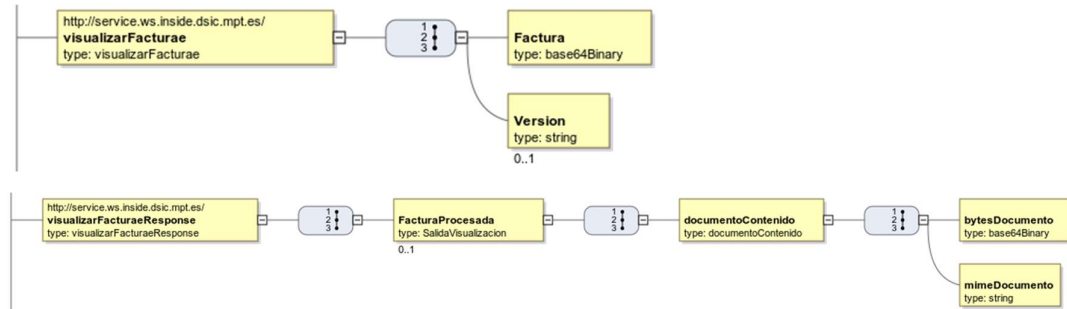 http://service.ws.inside.dsic.mpt.es/
visualizarFacturae
type: visualizarFacturae
1
2
3
Factura
type: base64Binary
Version
type: string
0..1
http://service.ws.inside.dsic.mpt.es/
visualizarFacturaeResponse
type: visualizarFacturaeResponse
1
2
3
FacturaProcesada
type: SalidaVisualizacion
0..1
1
2
3
documentoContenido
type: documentoContenido
1
2
3
bytesDocumento
type: base64Binary
mimeDocumento
type: string